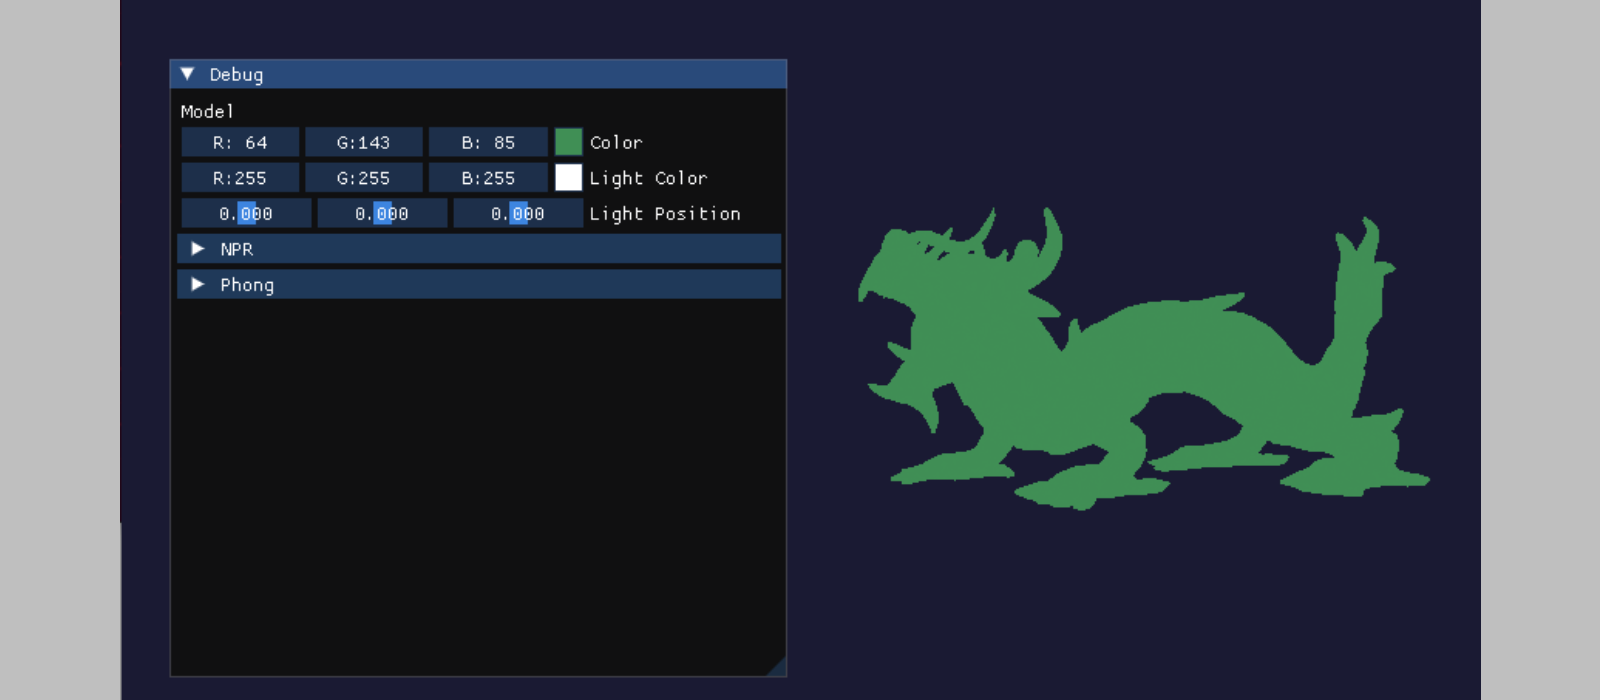 Debug
Model
R: 64 G:143 B: 85 Color
R:255 G:255 B:255 Light Color
0.000 0.000 0.000 Light Position
NPR
Phong